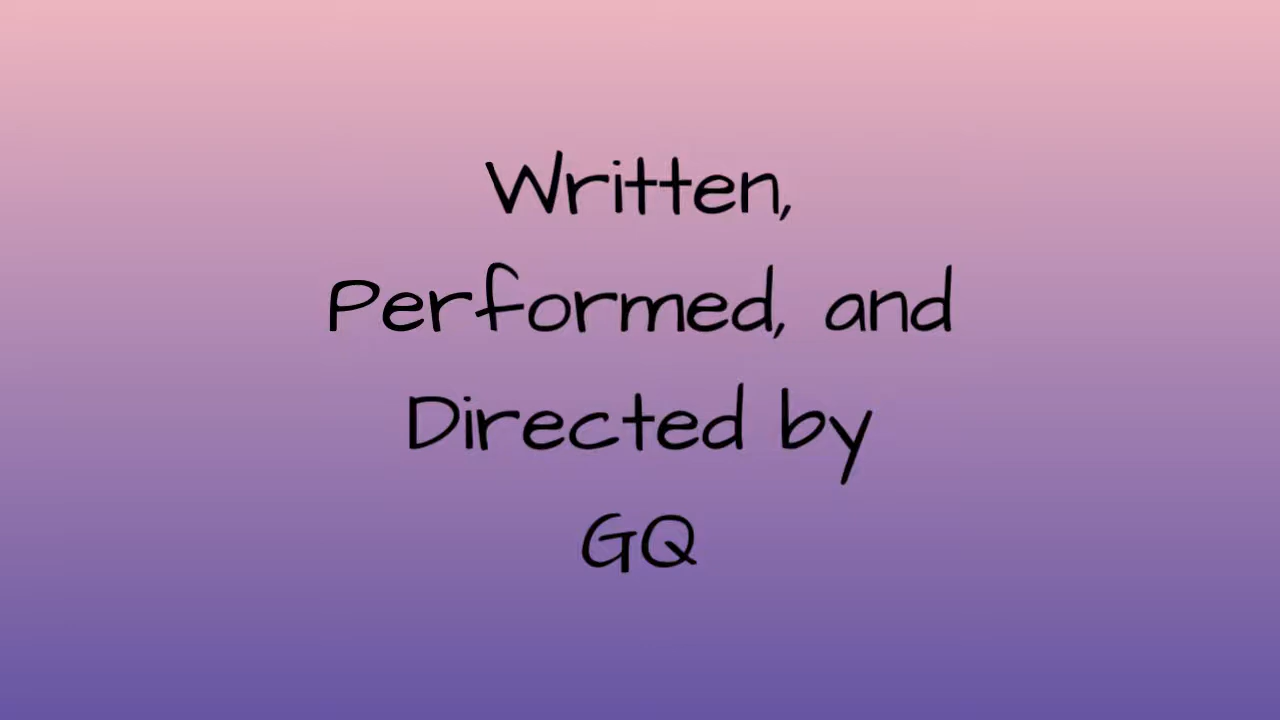 Written,
Performed, and
Directed by
GQ